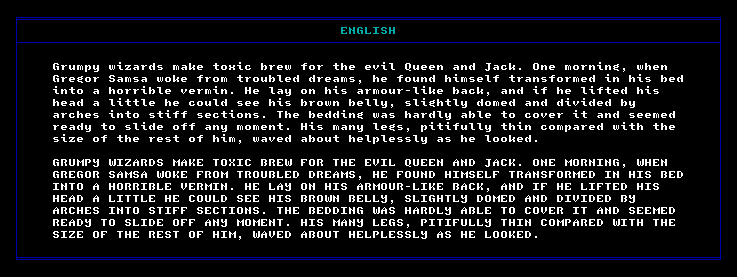 ENGLISH
Grumpy wizards make toxic brew for the evil Queen and Jack. One morning, when
Gregor Samsa woke from troubled dreams, he found himself transformed in his bed
into a horrible vermin. He lay on his armour-like back, and if he lifted his
head a little he could see his brown belly, slightly domed and divided by
arches into stiff sections. The bedding was hardly able to cover it and seemed
ready to slide off any moment. His many legs, pitifully thin compared with the
size of the rest of him, waved about helplessly as he looked.
GRUMPY WIZARDS MAKE TOXIC BREW FOR THE EVIL QUEEN AND JACK. ONE MORNING, WHEN
GREGOR SAMSA WOKE FROM TROUBLED DREAMS, HE FOUND HIMSELF TRANSFORMED IN HIS BED
INTO A HORRIBLE VERMIN. HE LAY ON HIS ARMOUR-LIKE BACK, AND IF HE LIFTED HIS
HEAD A LITTLE HE COULD SEE HIS BROWN BELLY, SLIGHTLY DOMED AND DIVIDED BY
ARCHES INTO STIFF SECTIONS. THE BEDDING WAS HARDLY ABLE TO COVER IT AND SEEMED
READY TO SLIDE OFF ANY MOMENT. HIS MANY LEGS, PITIFULLY THIN COMPARED WITH THE
SIZE OF THE REST OF HIM, WAVED ABOUT HELPLESSLY AS HE LOOKED.